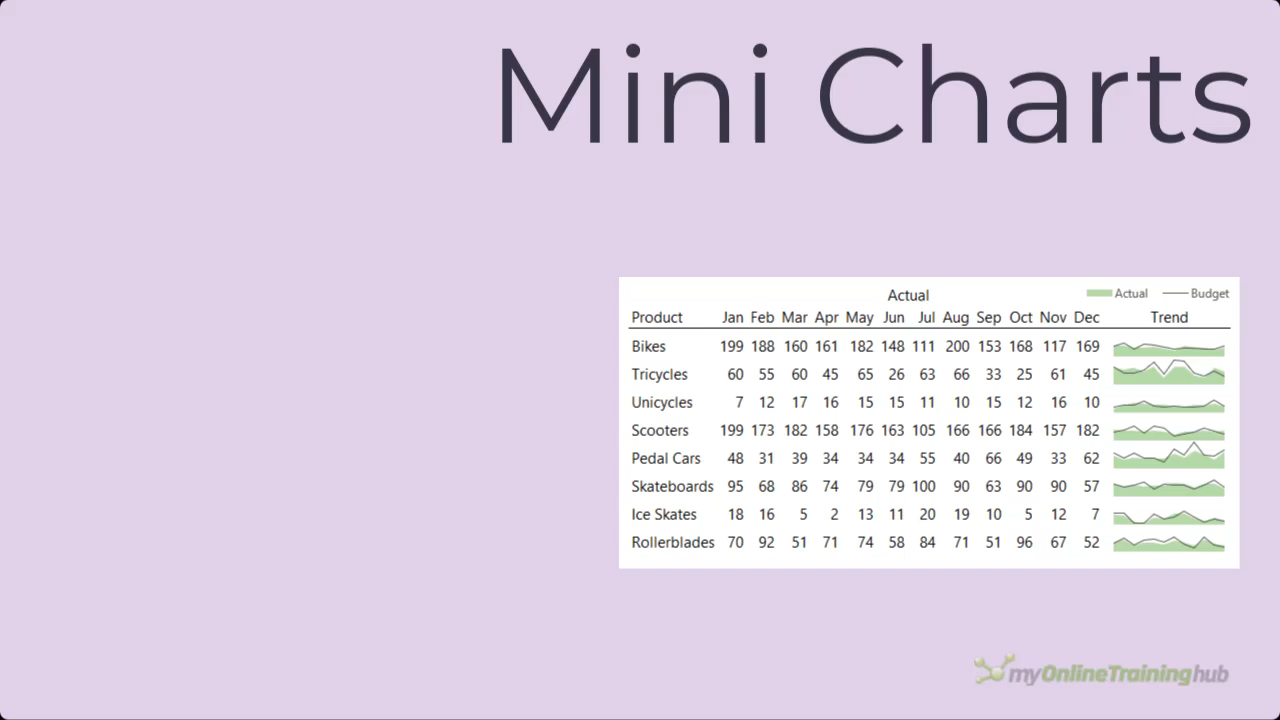 Mini Charts
Actual Actual Budget
Product Jan Feb Mar Apr May Jun Jul Aug Sep Oct Nov Dec Trend
Bikes 199 188 160 161 182 148 111 200 153 168 117 169
Tricycles 60 55 60 45 65 26 63 66 33 25 61 45
Unicycles 7 12 17 16 15 15 11 10 15 12 16 10
Scooters 199 173 182 158 176 163 105 166 166 184 157 182
Pedal Cars 48 31 39 34 34 34 55 40 66 49 33 62
Skateboards 95 68 86 74 79 79 100 90 63 90 90 57
Ice Skates 18 16 5 2 13 11 20 19 10 5 12 7
Rollerblades 70 92 51 71 74 58 84 71 51 96 67 52
myOnlineTraininghub